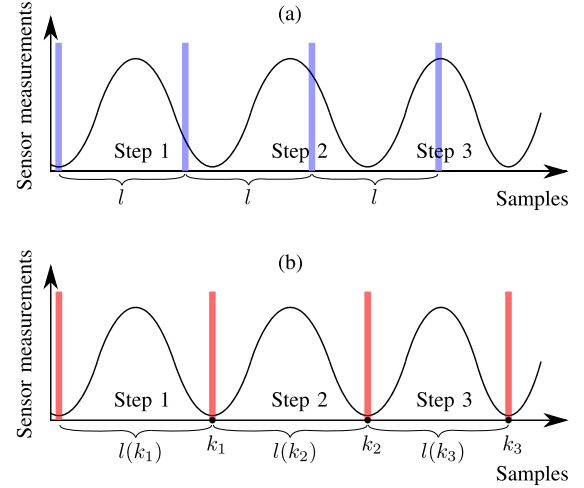 (a)
Sensor measurements
Step 1 Step 2 Step 3
l l l
Samples
(b)
Sensor measurements
Step 1 Step 2 Step 3
l(k₁) k₁ l(k₂) k₂ l(k₃) k₃
Samples